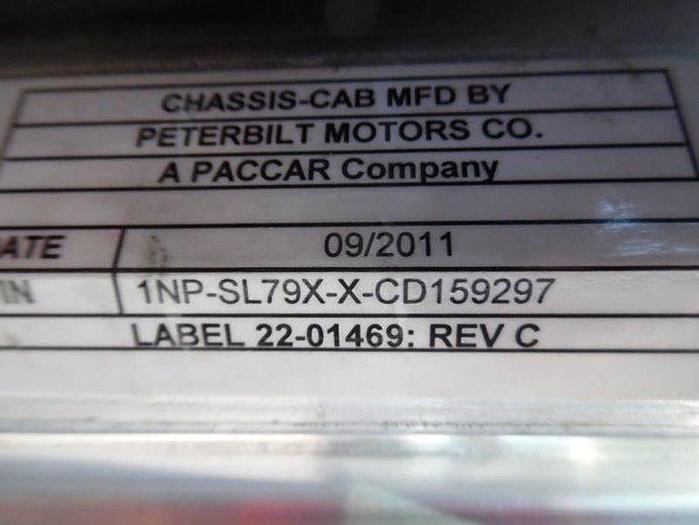 CHASSIS-CAB MFD BY
PETERBILT MOTORS CO.
A PACCAR Company
ATE 09/2011
IN 1NP-SL79X-X-CD159297
LABEL 22-01469: REV C